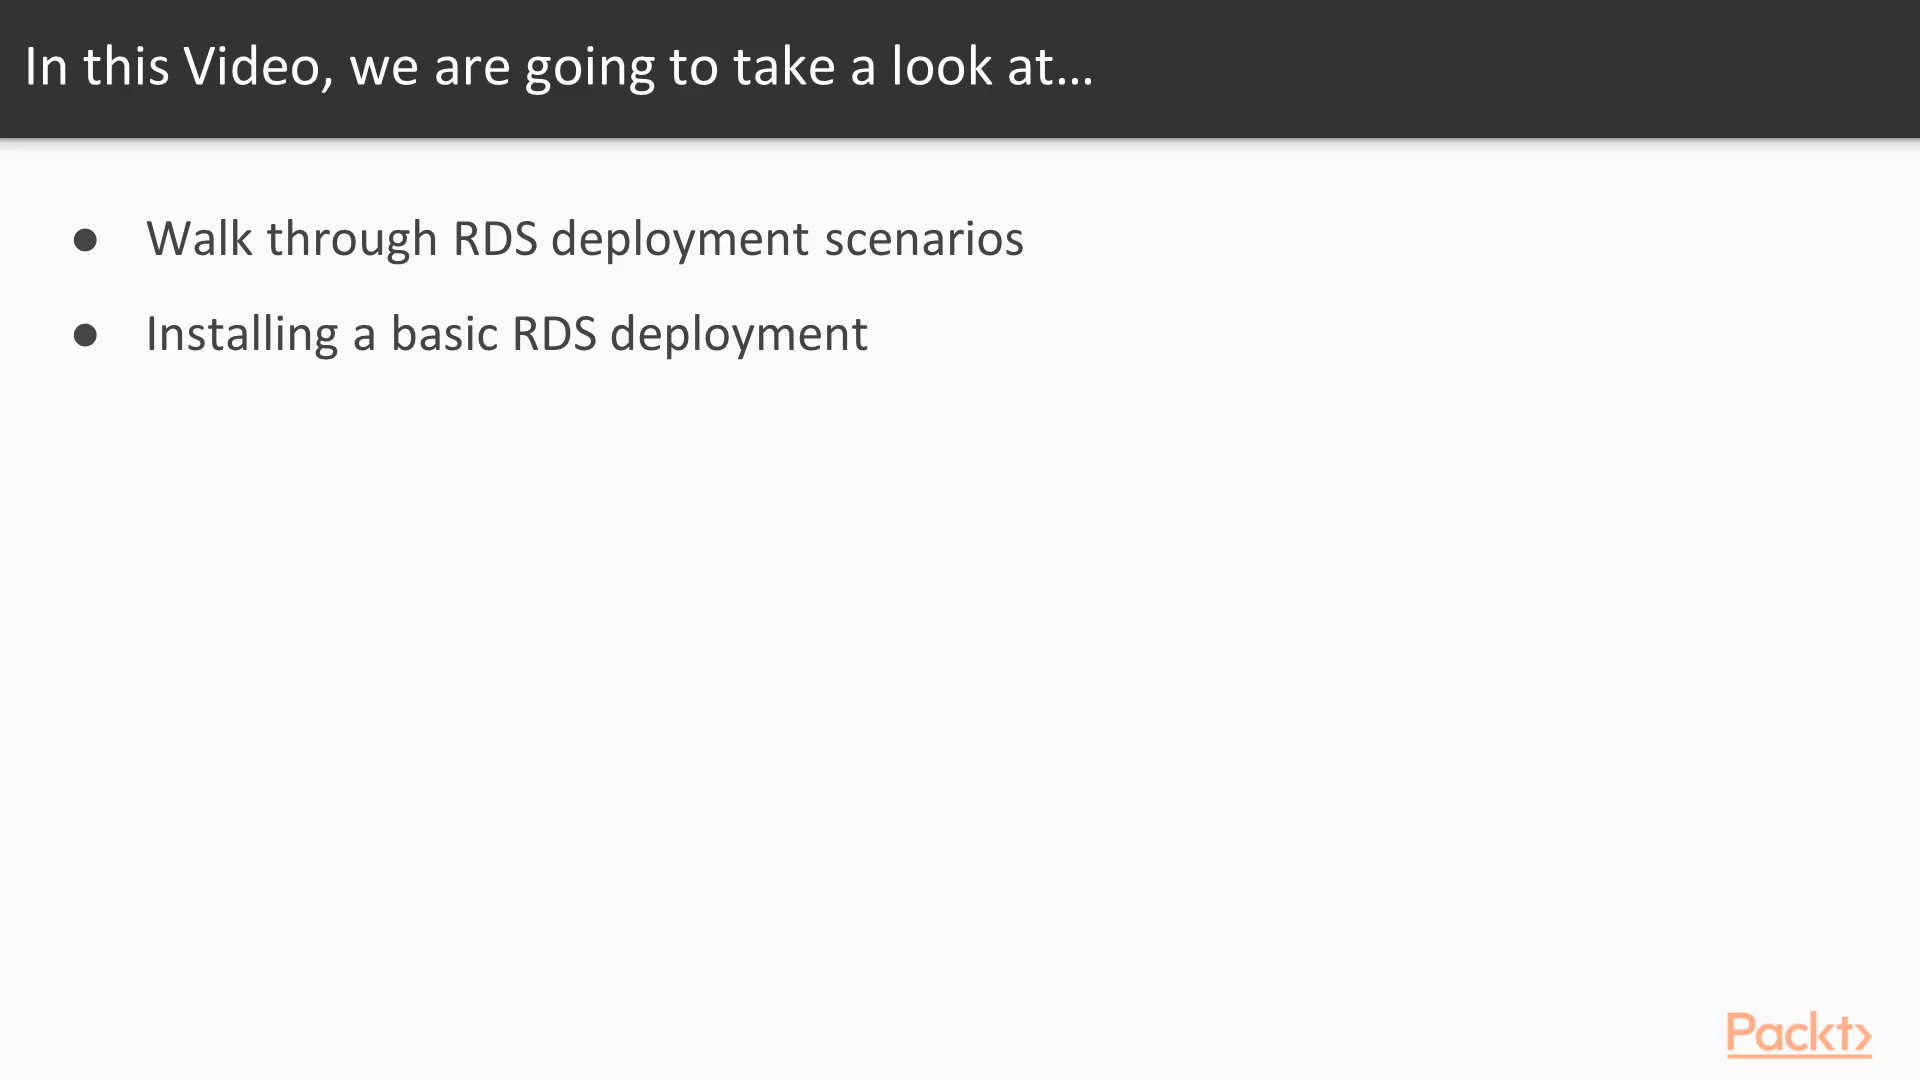 In this Video, we are going to take a look at...
● Walk through RDS deployment scenarios
● Installing a basic RDS deployment
Packt>